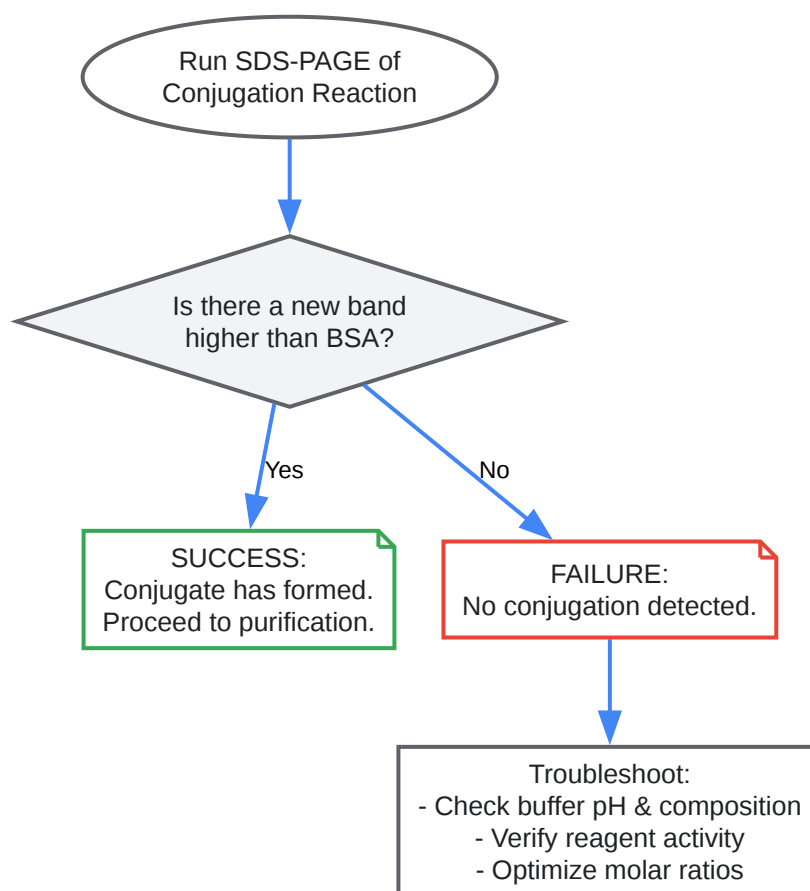 Run SDS-PAGE of
Conjugation Reaction
Is there a new band
higher than BSA?
Yes
No
SUCCESS:
Conjugate has formed.
Proceed to purification.
FAILURE:
No conjugation detected.
Troubleshoot:
- Check buffer pH & composition
- Verify reagent activity
- Optimize molar ratios